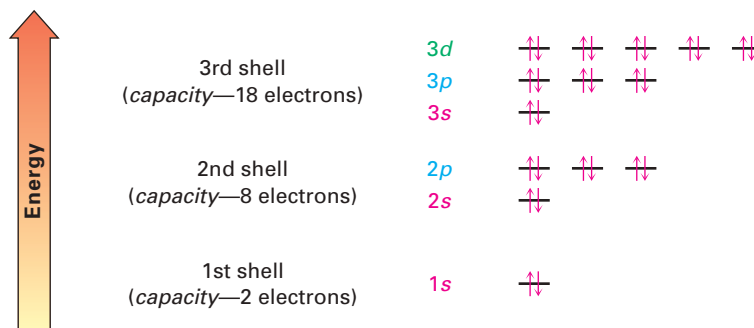 Energy
3rd shell
(capacity—18 electrons)
3d
3p
3s
2nd shell
(capacity—8 electrons)
2p
2s
1st shell
(capacity—2 electrons)
1s